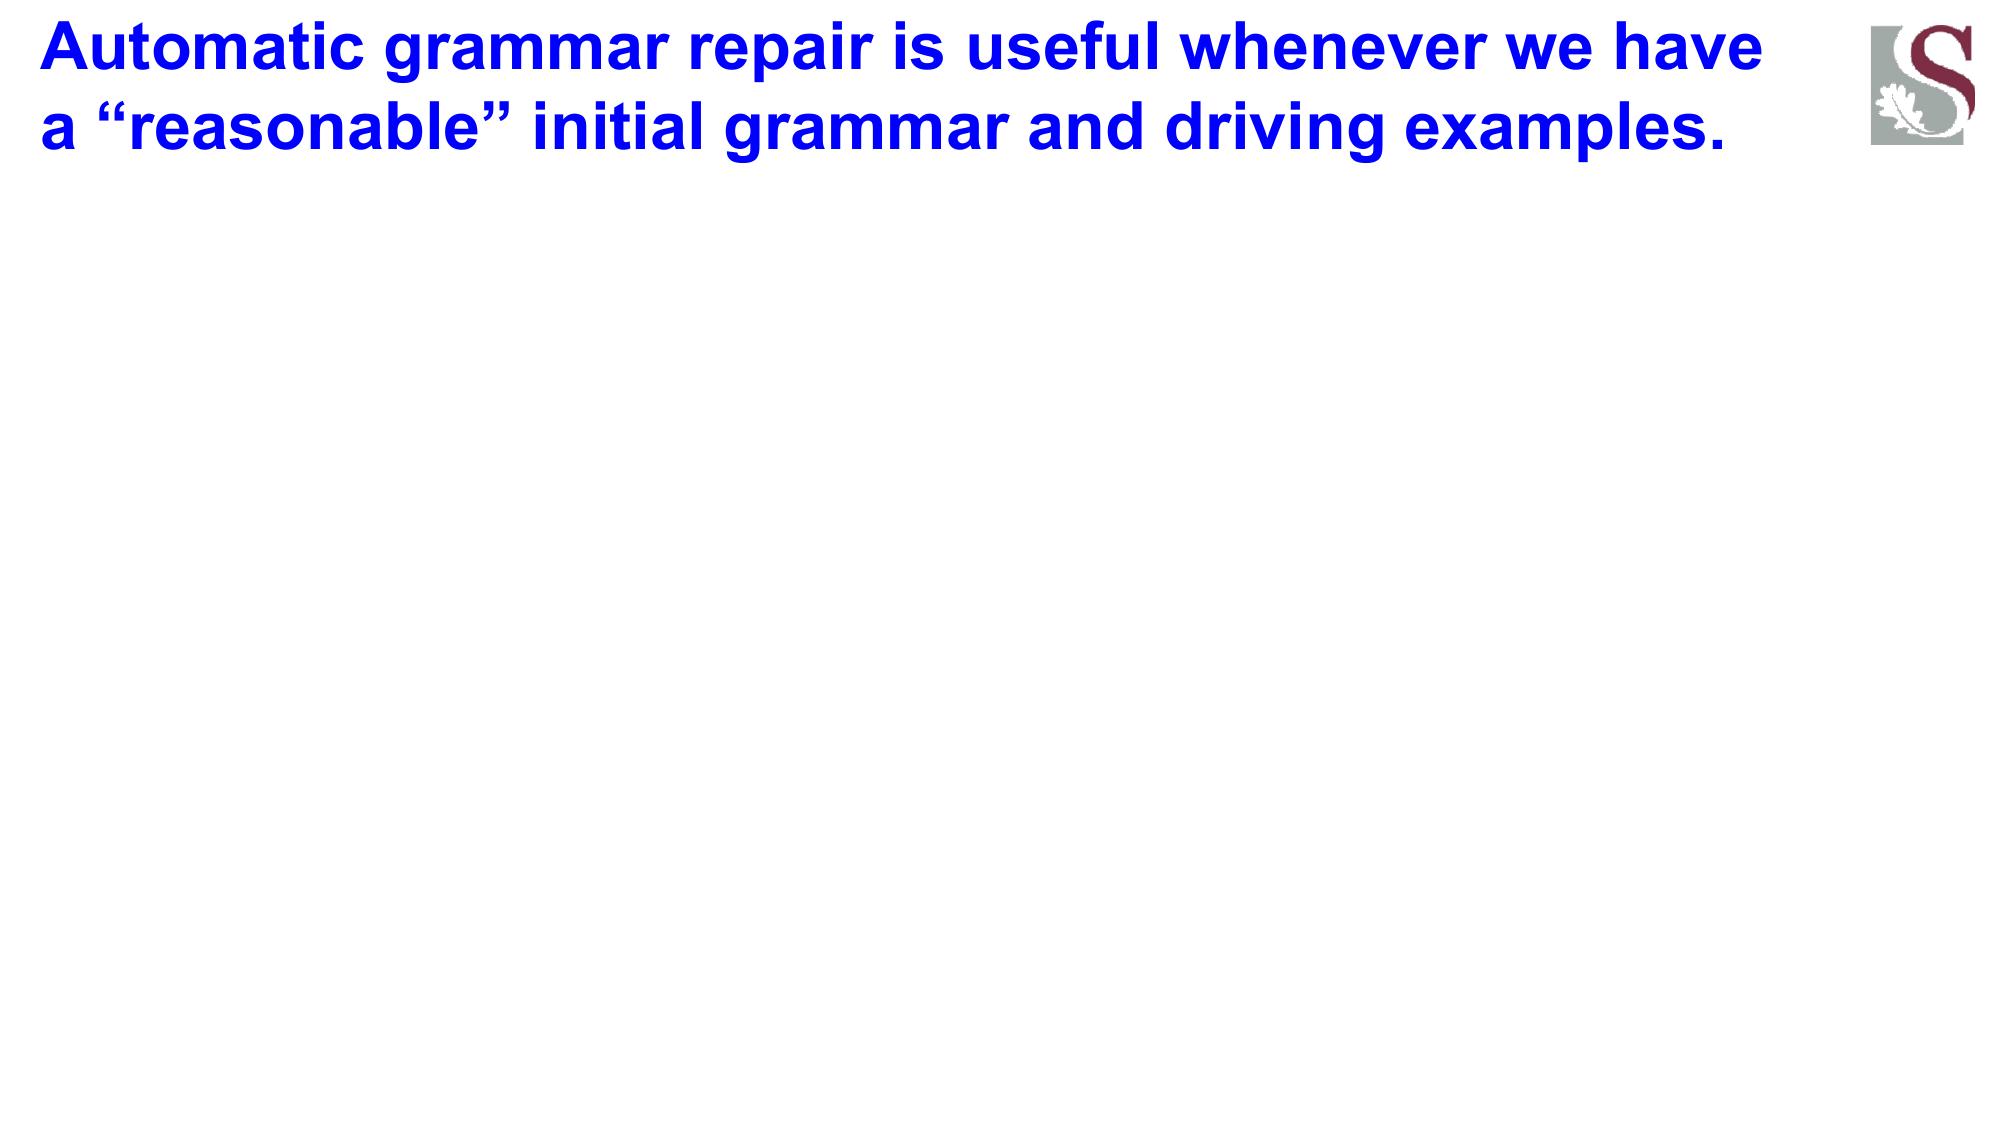 Automatic grammar repair is useful whenever we have
a “reasonable” initial grammar and driving examples.